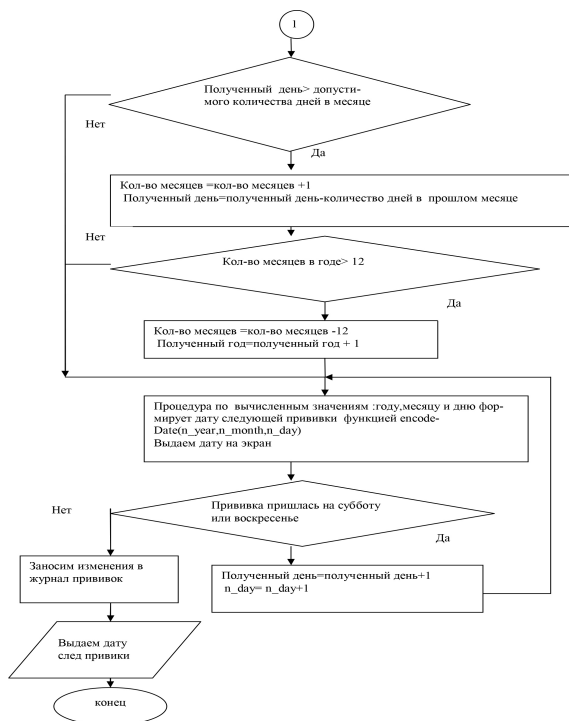 1
Полученный день> допусти-
мого количества дней в месяце
Нет
Да
Кол-во месяцев =кол-во месяцев +1
Полученный день=полученный день-количество дней в прошлом месяце
Нет
Кол-во месяцев в годе> 12
Да
Кол-во месяцев =кол-во месяцев -12
Полученный год=полученный год + 1
Процедура по вычисленным значениям :году,месяцу и дню фор-
мирует дату следующей прививки функцией encode-
Date(n_year,n_month,n_day)
Выдаем дату на экран
Прививка пришлась на субботу
или воскресенье
Нет
Да
Заносим изменения в
журнал прививок
Полученный день=полученный день+1
n_day= n_day+1
Выдаем дату
след привики
конец